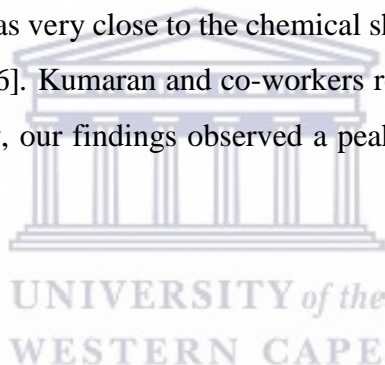 as very close to the chemical sh
6]. Kumaran and co-workers r
, our findings observed a peal
UNIVERSITY of the
WESTERN CAPE